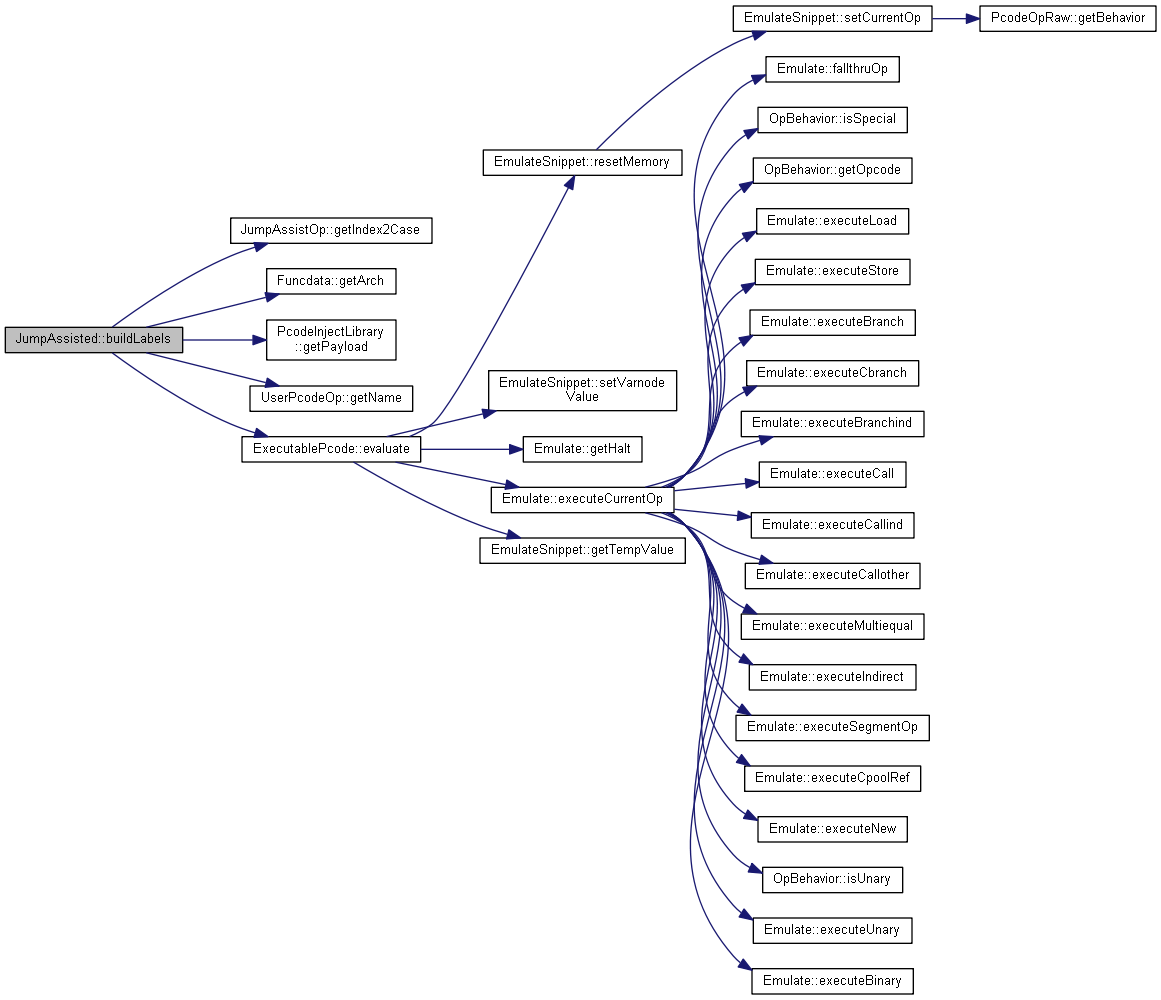 EmulateSnippet::setCurrentOp
PcodeOpRaw::getBehavior
Emulate::fallthruOp
OpBehavior::isSpecial
EmulateSnippet::resetMemory
OpBehavior::getOpcode
JumpAssistOp::getIndex2Case
Emulate::executeLoad
Funcdata::getArch
Emulate::executeStore
JumpAssisted::buildLabels
PcodeInjectLibrary
::getPayload
Emulate::executeBranch
UserPcodeOp::getName
EmulateSnippet::setVarnode
Value
Emulate::executeCbranch
ExecutablePcode::evaluate
Emulate::getHalt
Emulate::executeBranchind
Emulate::executeCurrentOp
Emulate::executeCall
Emulate::executeCallind
EmulateSnippet::getTempValue
Emulate::executeCallother
Emulate::executeMultiequal
Emulate::executeIndirect
Emulate::executeSegmentOp
Emulate::executeCpoolRef
Emulate::executeNew
OpBehavior::isUnary
Emulate::executeUnary
Emulate::executeBinary